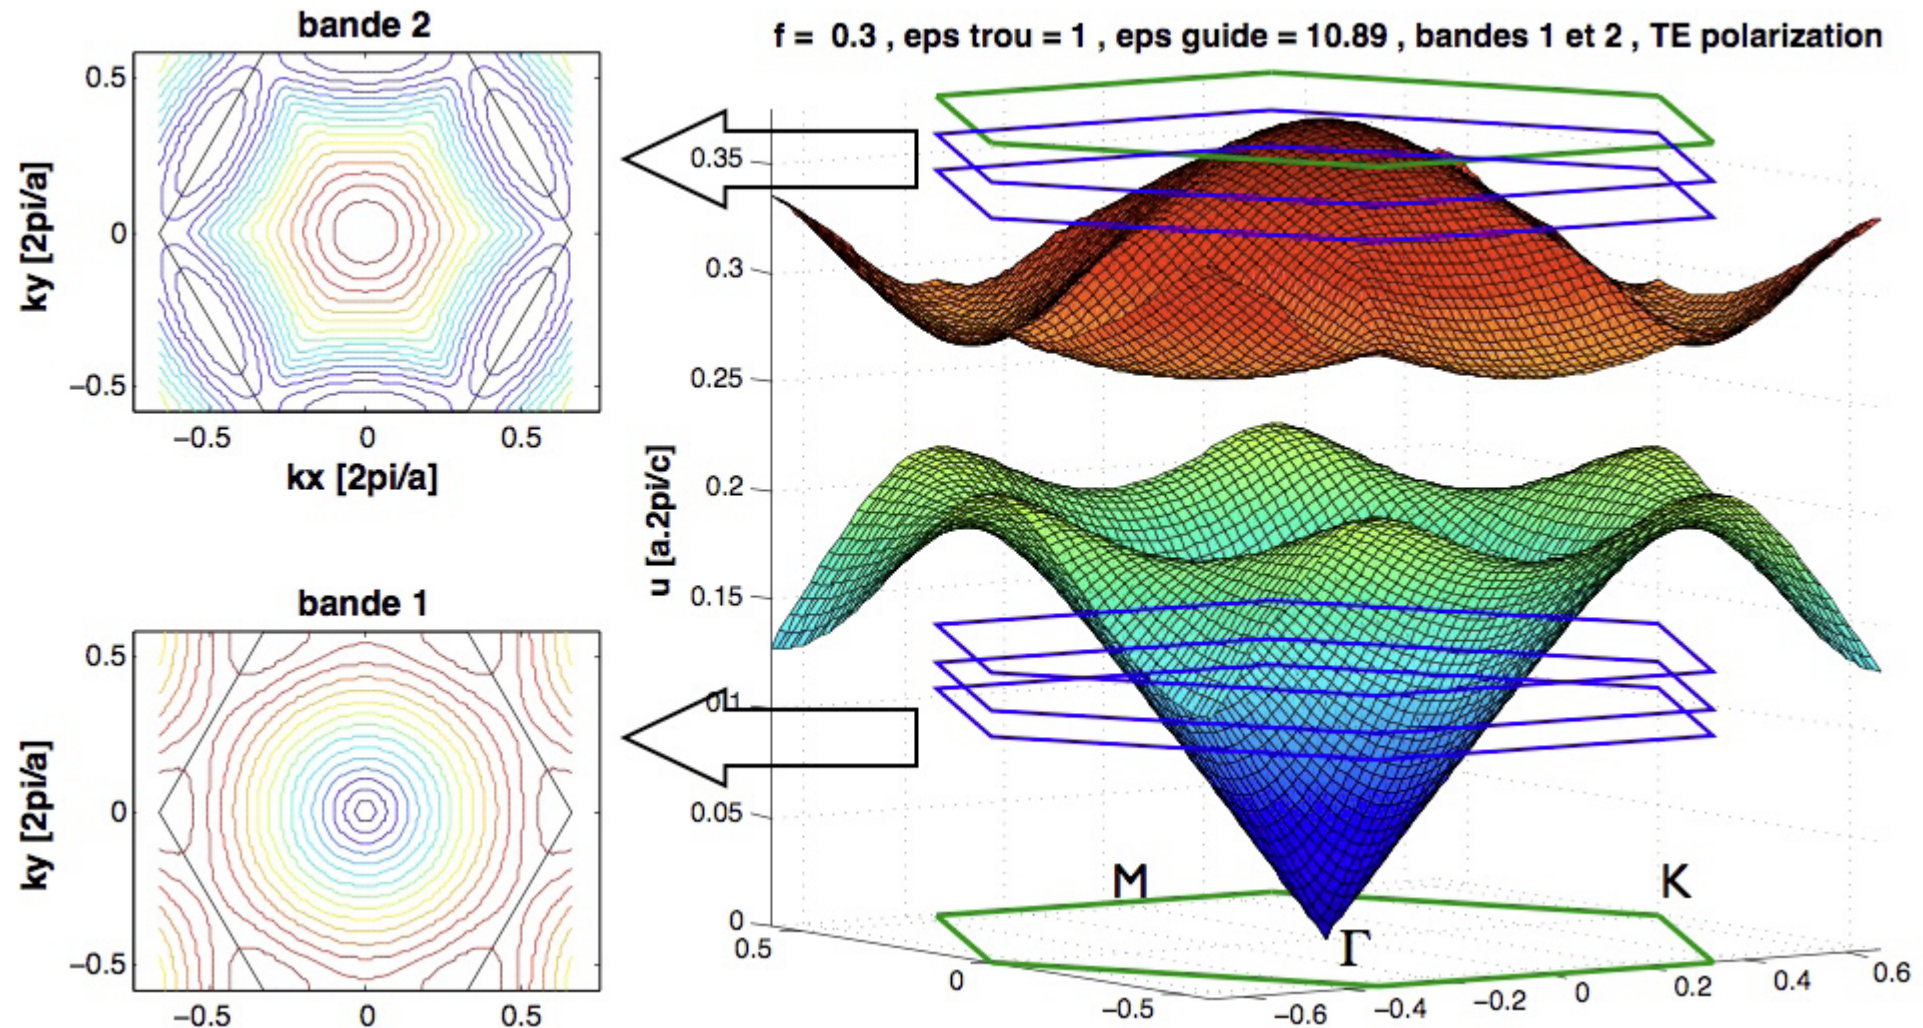 bande 2
0.5
0
−0.5
ky [2pi/a]
−0.5
0
0.5
kx [2pi/a]
bande 1
0.5
0
−0.5
ky [2pi/a]
−0.5
0
0.5
f = 0.3 , eps trou = 1 , eps guide = 10.89 , bandes 1 et 2 , TE polarization
0.35
0.3
0.25
0.2
0.15
0.05
0
u [a.2pi/c]
M
K
Γ
0.5
0
−0.5
−0.6
−0.4
−0.2
0
0.2
0.4
0.6